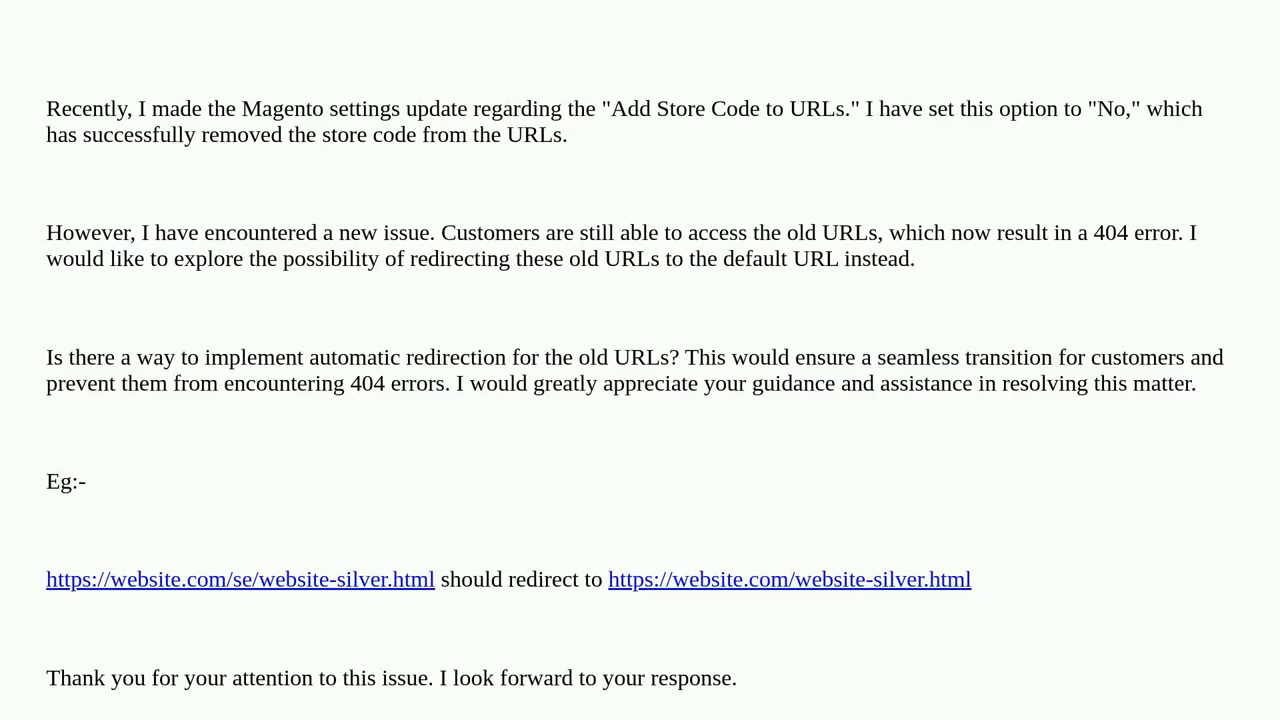 Recently, I made the Magento settings update regarding the "Add Store Code to URLs." I have set this option to "No," which
has successfully removed the store code from the URLs.
However, I have encountered a new issue. Customers are still able to access the old URLs, which now result in a 404 error. I
would like to explore the possibility of redirecting these old URLs to the default URL instead.
Is there a way to implement automatic redirection for the old URLs? This would ensure a seamless transition for customers and
prevent them from encountering 404 errors. I would greatly appreciate your guidance and assistance in resolving this matter.
Eg:-
https://website.com/se/website-silver.html should redirect to https://website.com/website-silver.html
Thank you for your attention to this issue. I look forward to your response.